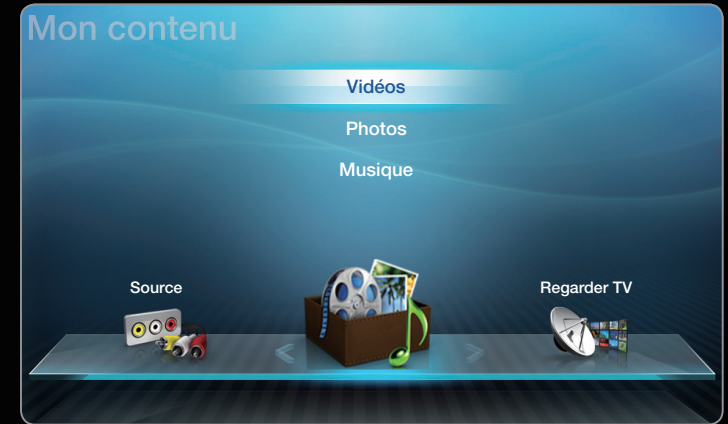 Mon contenu
Vidéos
Photos
Musique
Source
Regarder TV